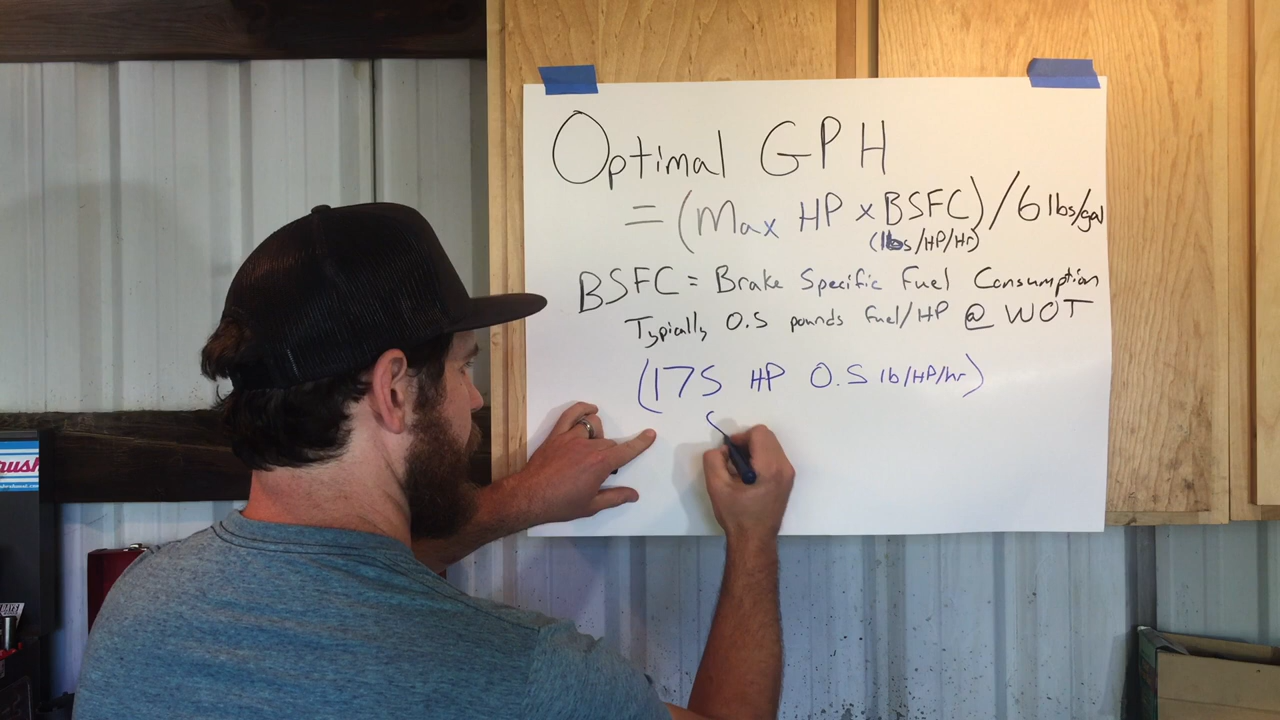 Optimal GPH
= (Max HP x BSFC) / 6 lbs/gal
(lbs/HP/Hr)
BSFC = Brake Specific Fuel Consumption
Typically 0.5 pounds fuel/HP @ WOT
(175 HP 0.5 lb/HP/hr)